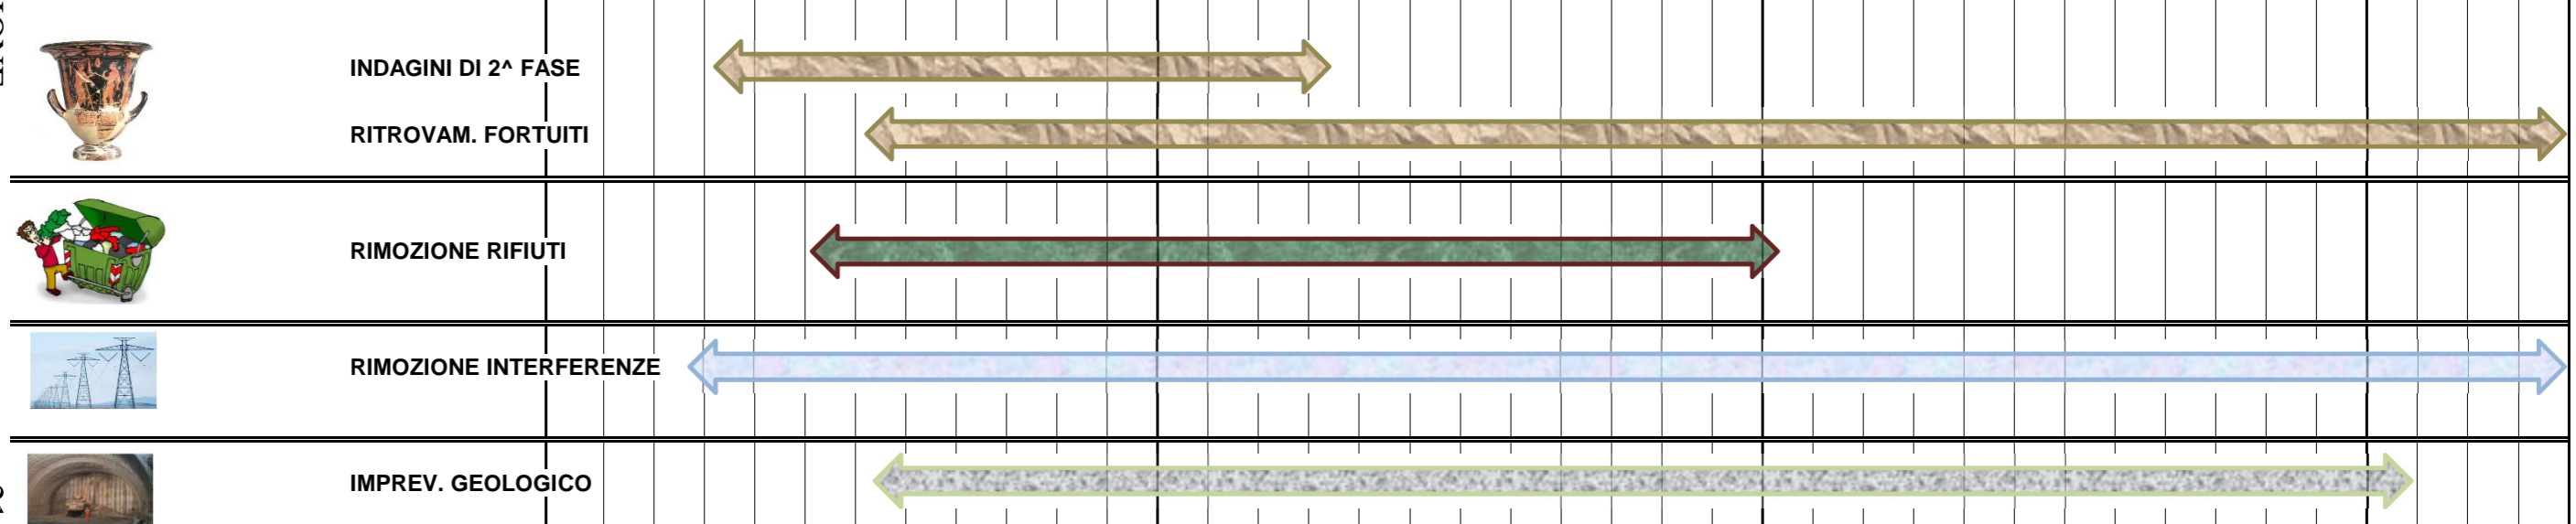 INDAGINI DI 2^ FASE
RITROVAM. FORTUITI
RIMOZIONE RIFIUTI
RIMOZIONE INTERFERENZE
IMPREV. GEOLOGICO